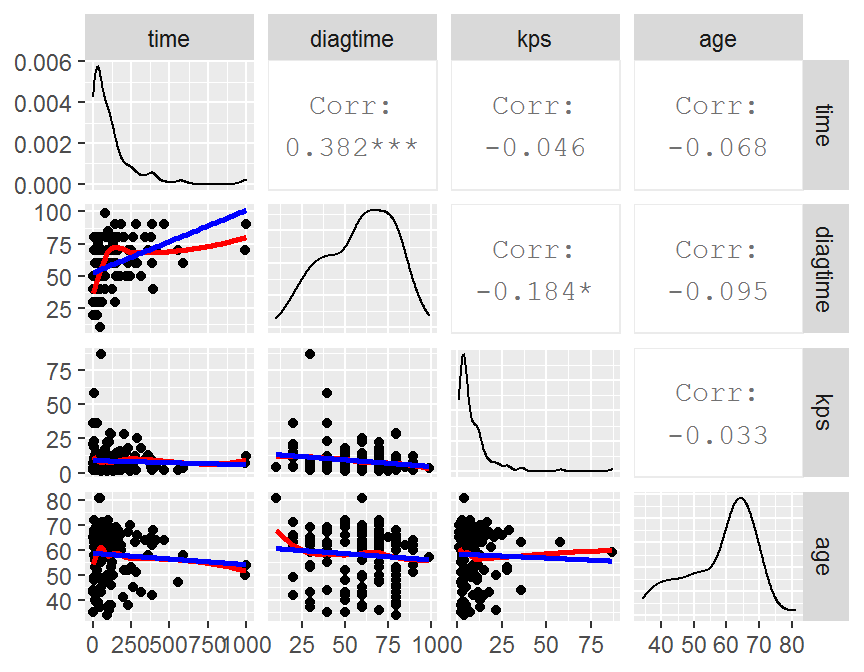 time diagtime kps age
0.006
0.004
0.002
0.000
Corr:
0.382***
Corr:
-0.046
Corr:
-0.068
time
100
75
50
25
Corr:
-0.184*
Corr:
-0.095
diagtime
75
50
25
0
Corr:
-0.033
kps
80
70
60
50
40
age
0 250 500 750 1000 25 50 75 100 0 25 50 75 40 50 60 70 80